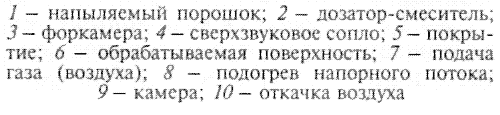 1 – напыляемый порошок; 2 – дозатор-смеситель;
3 – форкамера; 4 – сверхзвуковое сопло; 5 – покры-
тие; 6 – обрабатываемая поверхность; 7 – подача
газа (воздуха); 8 – подогрев напорного потока;
9 – камера; 10 – откачка воздуха